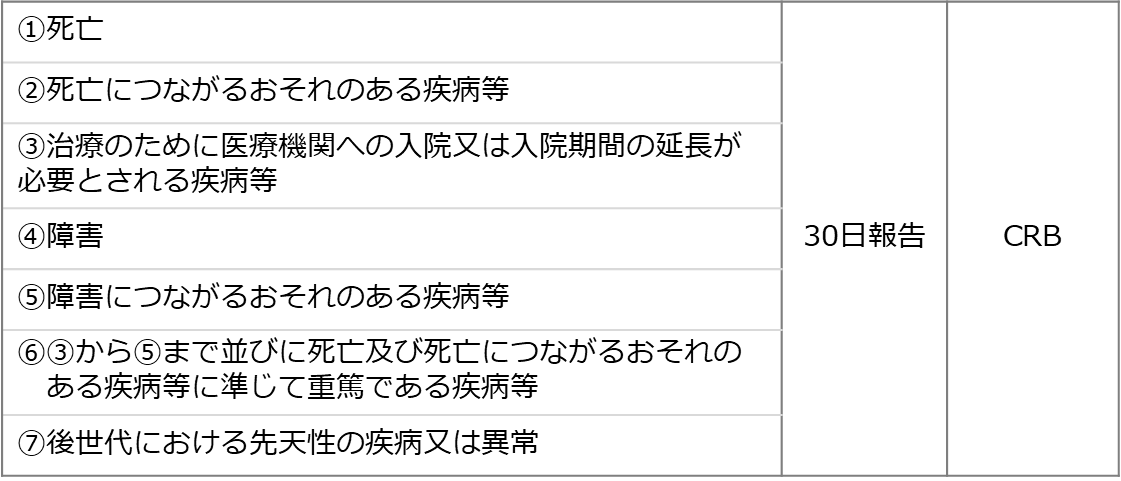 ①死亡
②死亡につながるおそれのある疾病等
③治療のために医療機関への入院又は入院期間の延長が
必要とされる疾病等
④障害
⑤障害につながるおそれのある疾病等
⑥③から⑤まで並びに死亡及び死亡につながるおそれの
ある疾病等に準じて重篤である疾病等
⑦後世代における先天性の疾病又は異常
30日報告
CRB